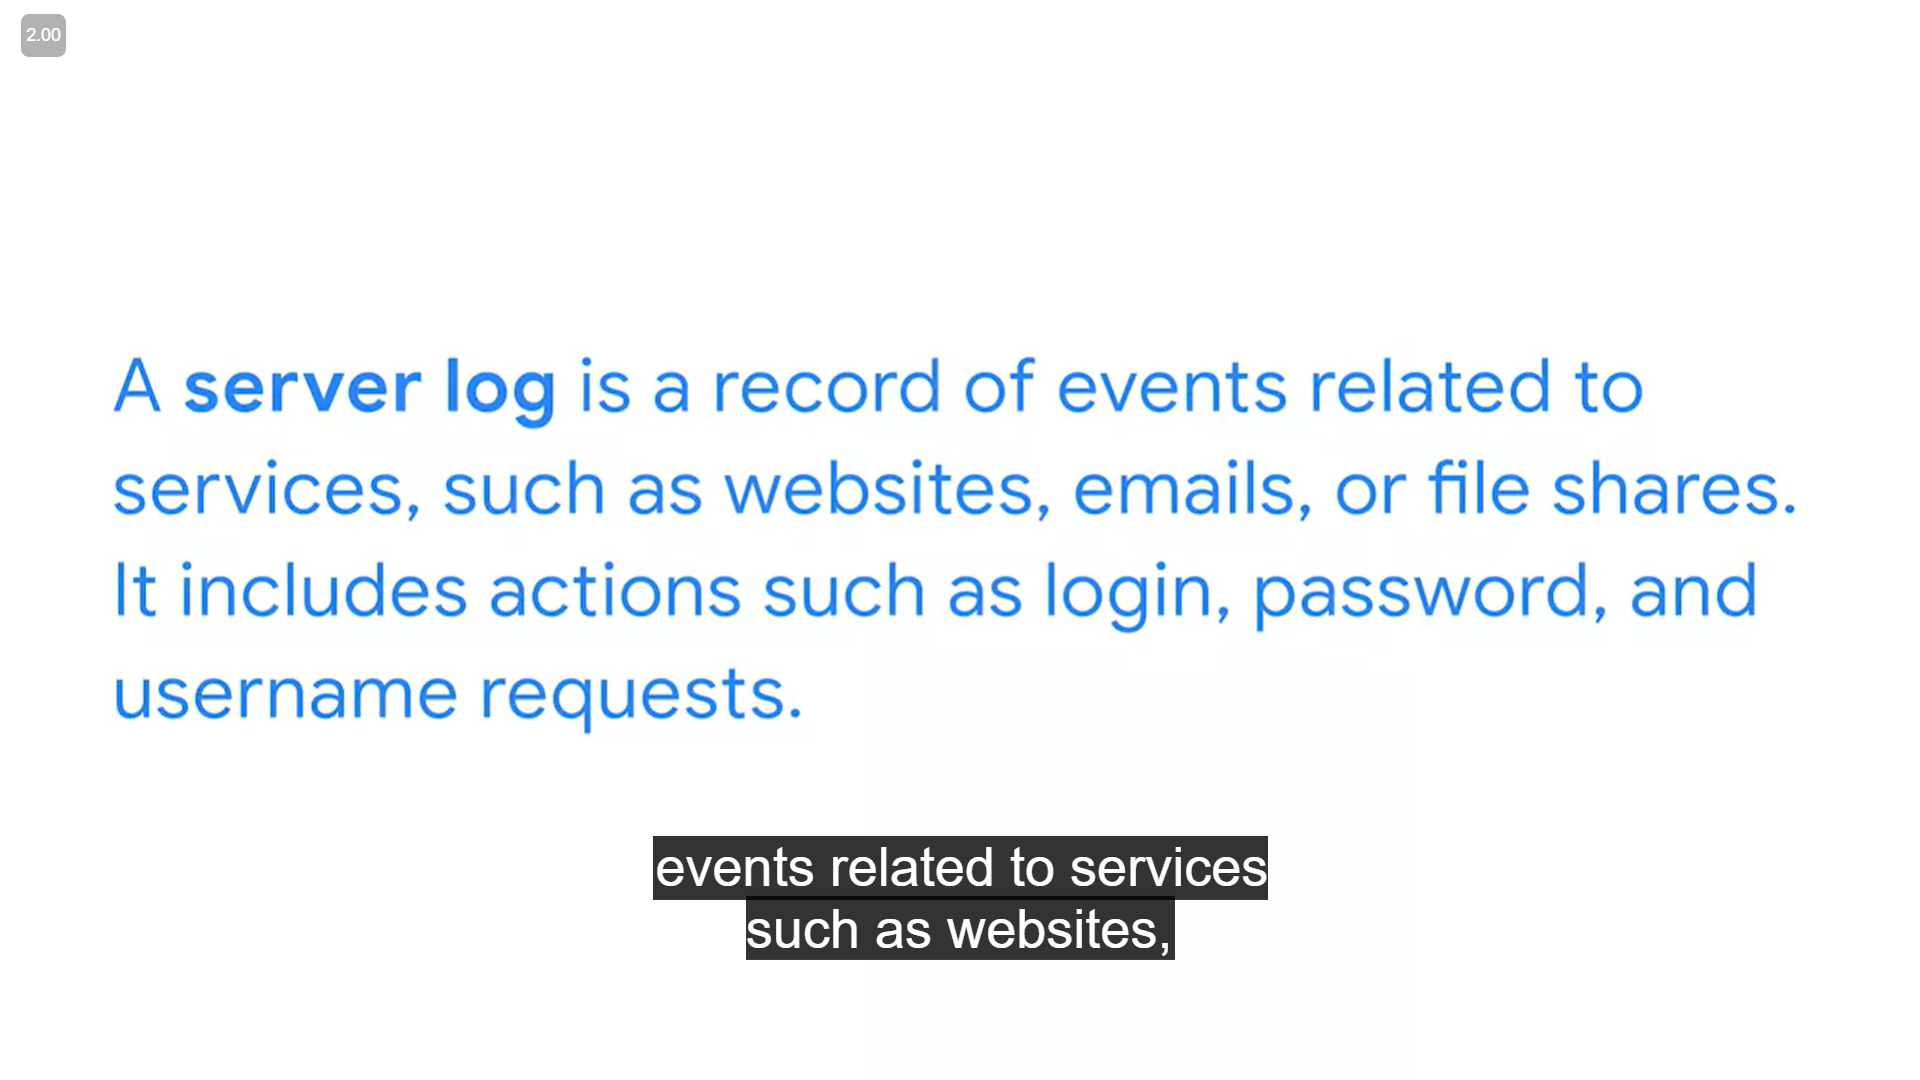 2.00
A server log is a record of events related to
services, such as websites, emails, or file shares.
It includes actions such as login, password, and
username requests.
events related to services
such as websites,